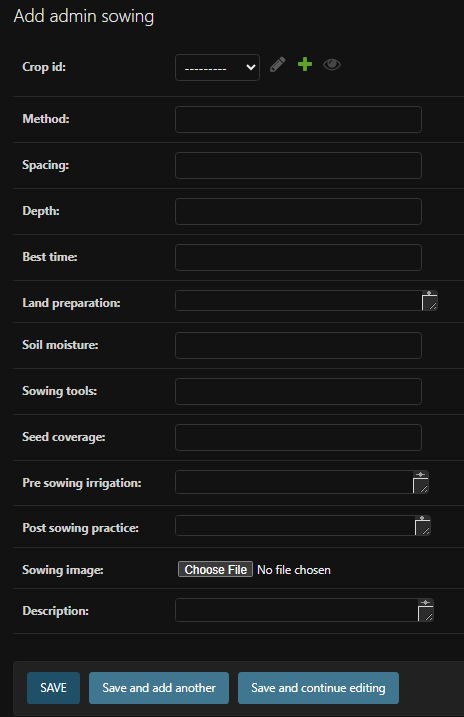 Add admin sowing
Crop id:
---------
Method:
Spacing:
Depth:
Best time:
Land preparation:
Soil moisture:
Sowing tools:
Seed coverage:
Pre sowing irrigation:
Post sowing practice:
Sowing image: Choose File No file chosen
Description:
SAVE Save and add another Save and continue editing